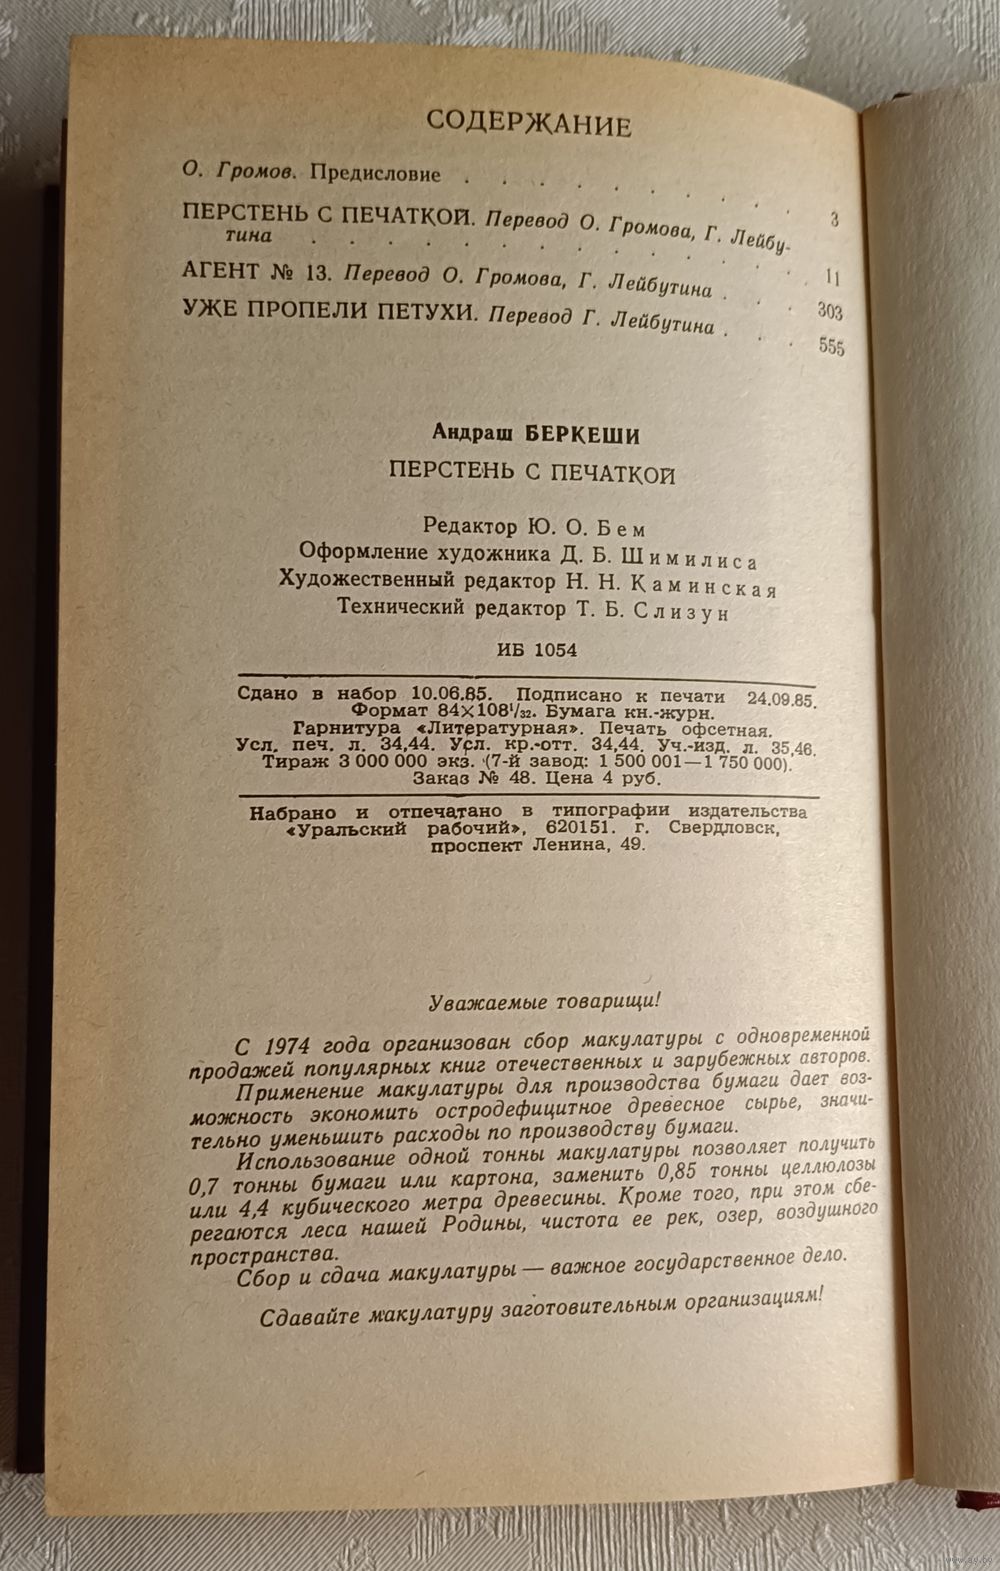 СОДЕРЖАНИЕ
О. Громов. Предисловие . . . . . . . . . 3
ПЕРСТЕНЬ С ПЕЧАТКОЙ. Перевод О. Громова, Г. Лейбу-
тина . . . . . . . . . . . . . 11
АГЕНТ № 13. Перевод О. Громова, Г. Лейбутина . . . 303
УЖЕ ПРОПЕЛИ ПЕТУХИ. Перевод Г. Лейбутина . . . 555
Андраш БЕРКЕШИ
ПЕРСТЕНЬ С ПЕЧАТКОЙ
Редактор Ю. О. Бем
Оформление художника Д. Б. Шимилиса
Художественный редактор Н. Н. Каминская
Технический редактор Т. Б. Слизун
ИБ 1054
Сдано в набор 10.06.85. Подписано к печати 24.09.85.
Формат 84×108¹/₃₂. Бумага кн.-журн.
Гарнитура «Литературная». Печать офсетная.
Усл. печ. л. 34,44. Усл. кр.-отт. 34,44. Уч.-изд. л. 35,46.
Тираж 3 000 000 экз. (7-й завод: 1 500 001—1 750 000).
Заказ № 48. Цена 4 руб.
Набрано и отпечатано в типографии издательства
«Уральский рабочий», 620151. г. Свердловск,
проспект Ленина, 49.
Уважаемые товарищи!
С 1974 года организован сбор макулатуры с одновременной
продажей популярных книг отечественных и зарубежных авторов.
Применение макулатуры для производства бумаги дает воз-
можность экономить остродефицитное древесное сырье, значи-
тельно уменьшить расходы по производству бумаги.
Использование одной тонны макулатуры позволяет получить
0,7 тонны бумаги или картона, заменить 0,85 тонны целлюлозы
или 4,4 кубического метра древесины. Кроме того, при этом сбе-
регаются леса нашей Родины, чистота ее рек, озер, воздушного
пространства.
Сбор и сдача макулатуры — важное государственное дело.
Сдавайте макулатуру заготовительным организациям!
www.ay.by